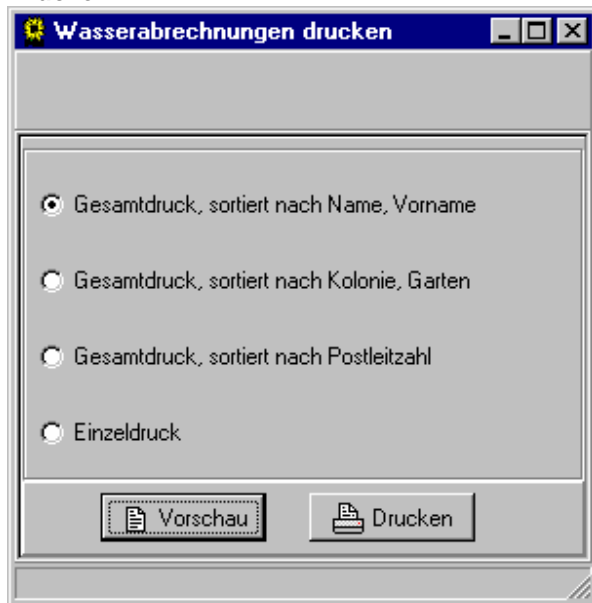 Wasserabrechnungen drucken
Gesamtdruck, sortiert nach Name, Vorname
Gesamtdruck, sortiert nach Kolonie, Garten
Gesamtdruck, sortiert nach Postleitzahl
Einzeldruck
Vorschau
Drucken